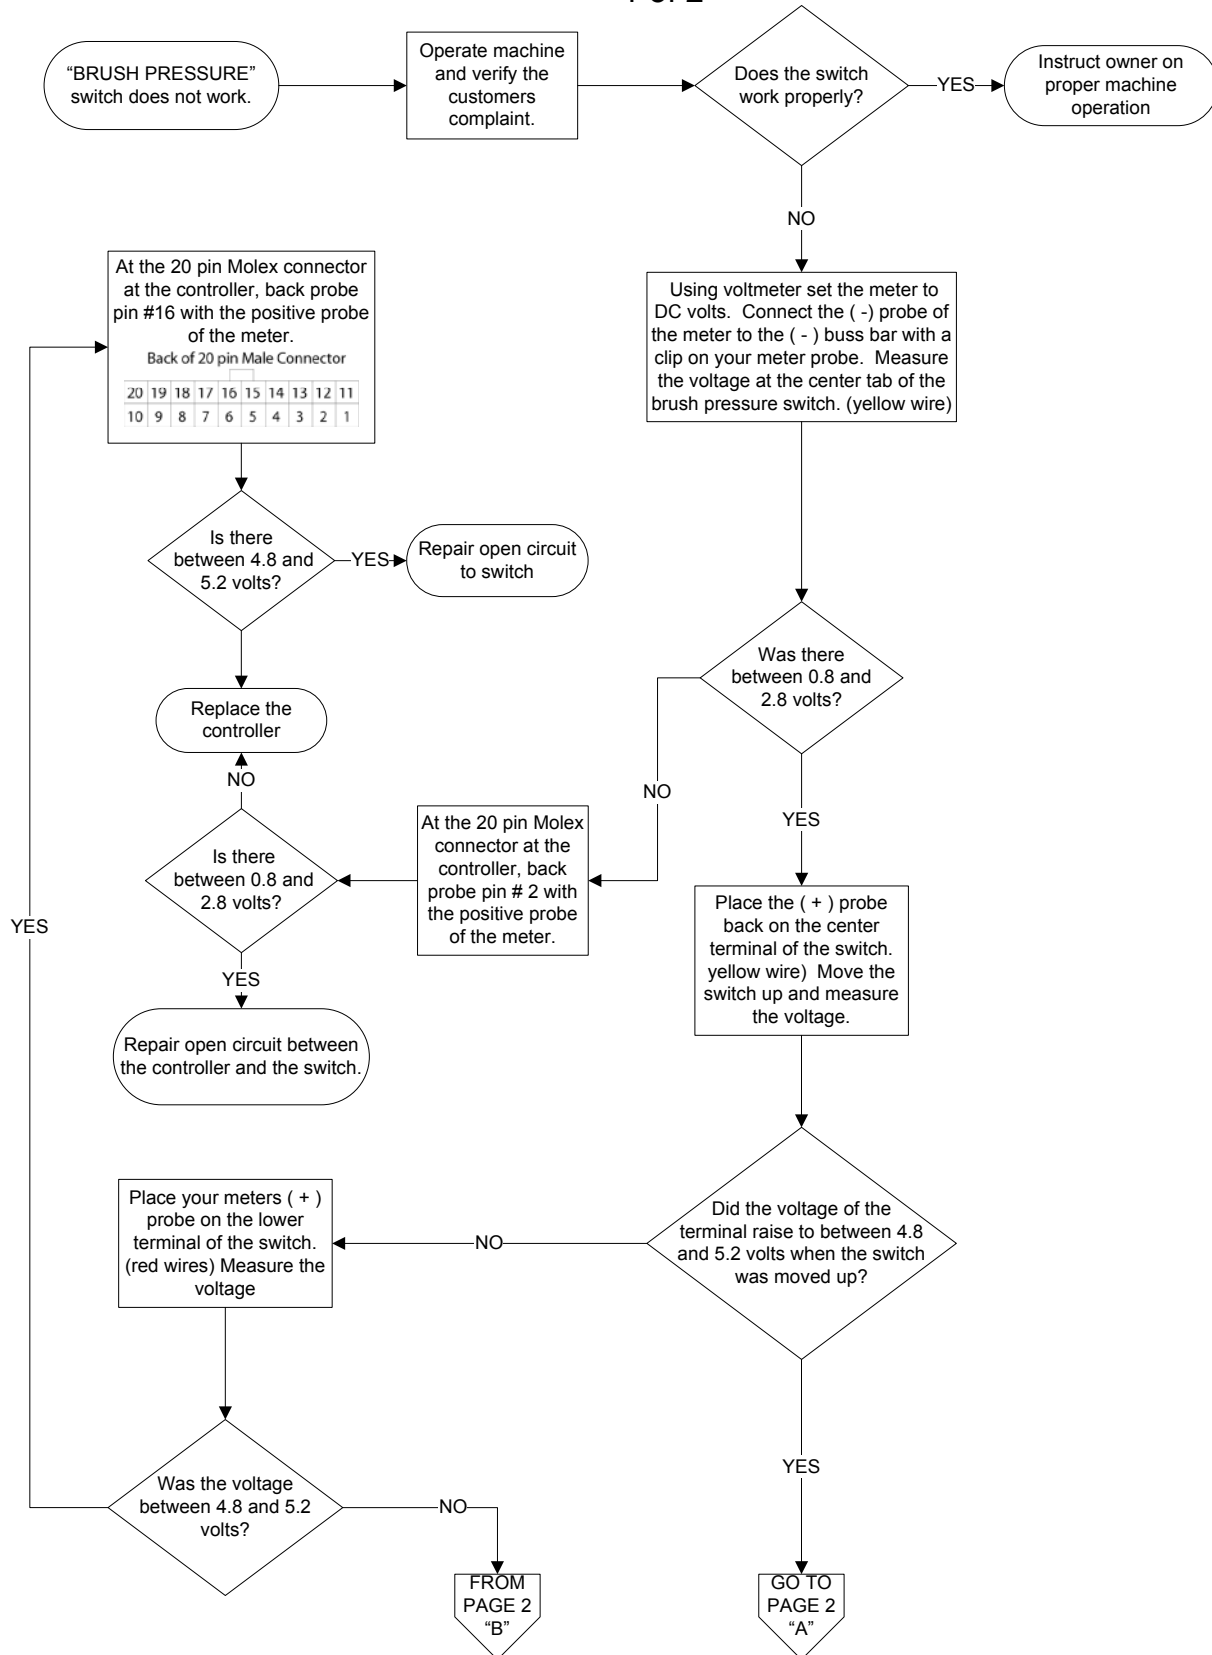 “BRUSH PRESSURE”
switch does not work.
Operate machine
and verify the
customers
complaint.
Does the switch
work properly?
YES
Instruct owner on
proper machine
operation
NO
At the 20 pin Molex connector
at the controller, back probe
pin #16 with the positive probe
of the meter.
Back of 20 pin Male Connector
20 19 18 17 16 15 14 13 12 11
10 9 8 7 6 5 4 3 2 1
Using voltmeter set the meter to
DC volts. Connect the ( -) probe of
the meter to the ( - ) buss bar with a
clip on your meter probe. Measure
the voltage at the center tab of the
brush pressure switch. (yellow wire)
Is there
between 4.8 and
5.2 volts?
YES
Repair open circuit
to switch
Replace the
controller
NO
Was there
between 0.8 and
2.8 volts?
NO
YES
Is there
between 0.8 and
2.8 volts?
At the 20 pin Molex
connector at the
controller, back
probe pin # 2 with
the positive probe
of the meter.
YES
YES
Repair open circuit between
the controller and the switch.
Place the ( + ) probe
back on the center
terminal of the switch.
yellow wire) Move the
switch up and measure
the voltage.
Place your meters ( + )
probe on the lower
terminal of the switch.
(red wires) Measure the
voltage
NO
Did the voltage of the
terminal raise to between 4.8
and 5.2 volts when the switch
was moved up?
Was the voltage
between 4.8 and 5.2
volts?
NO
YES
FROM
PAGE 2
“B”
GO TO
PAGE 2
“A”